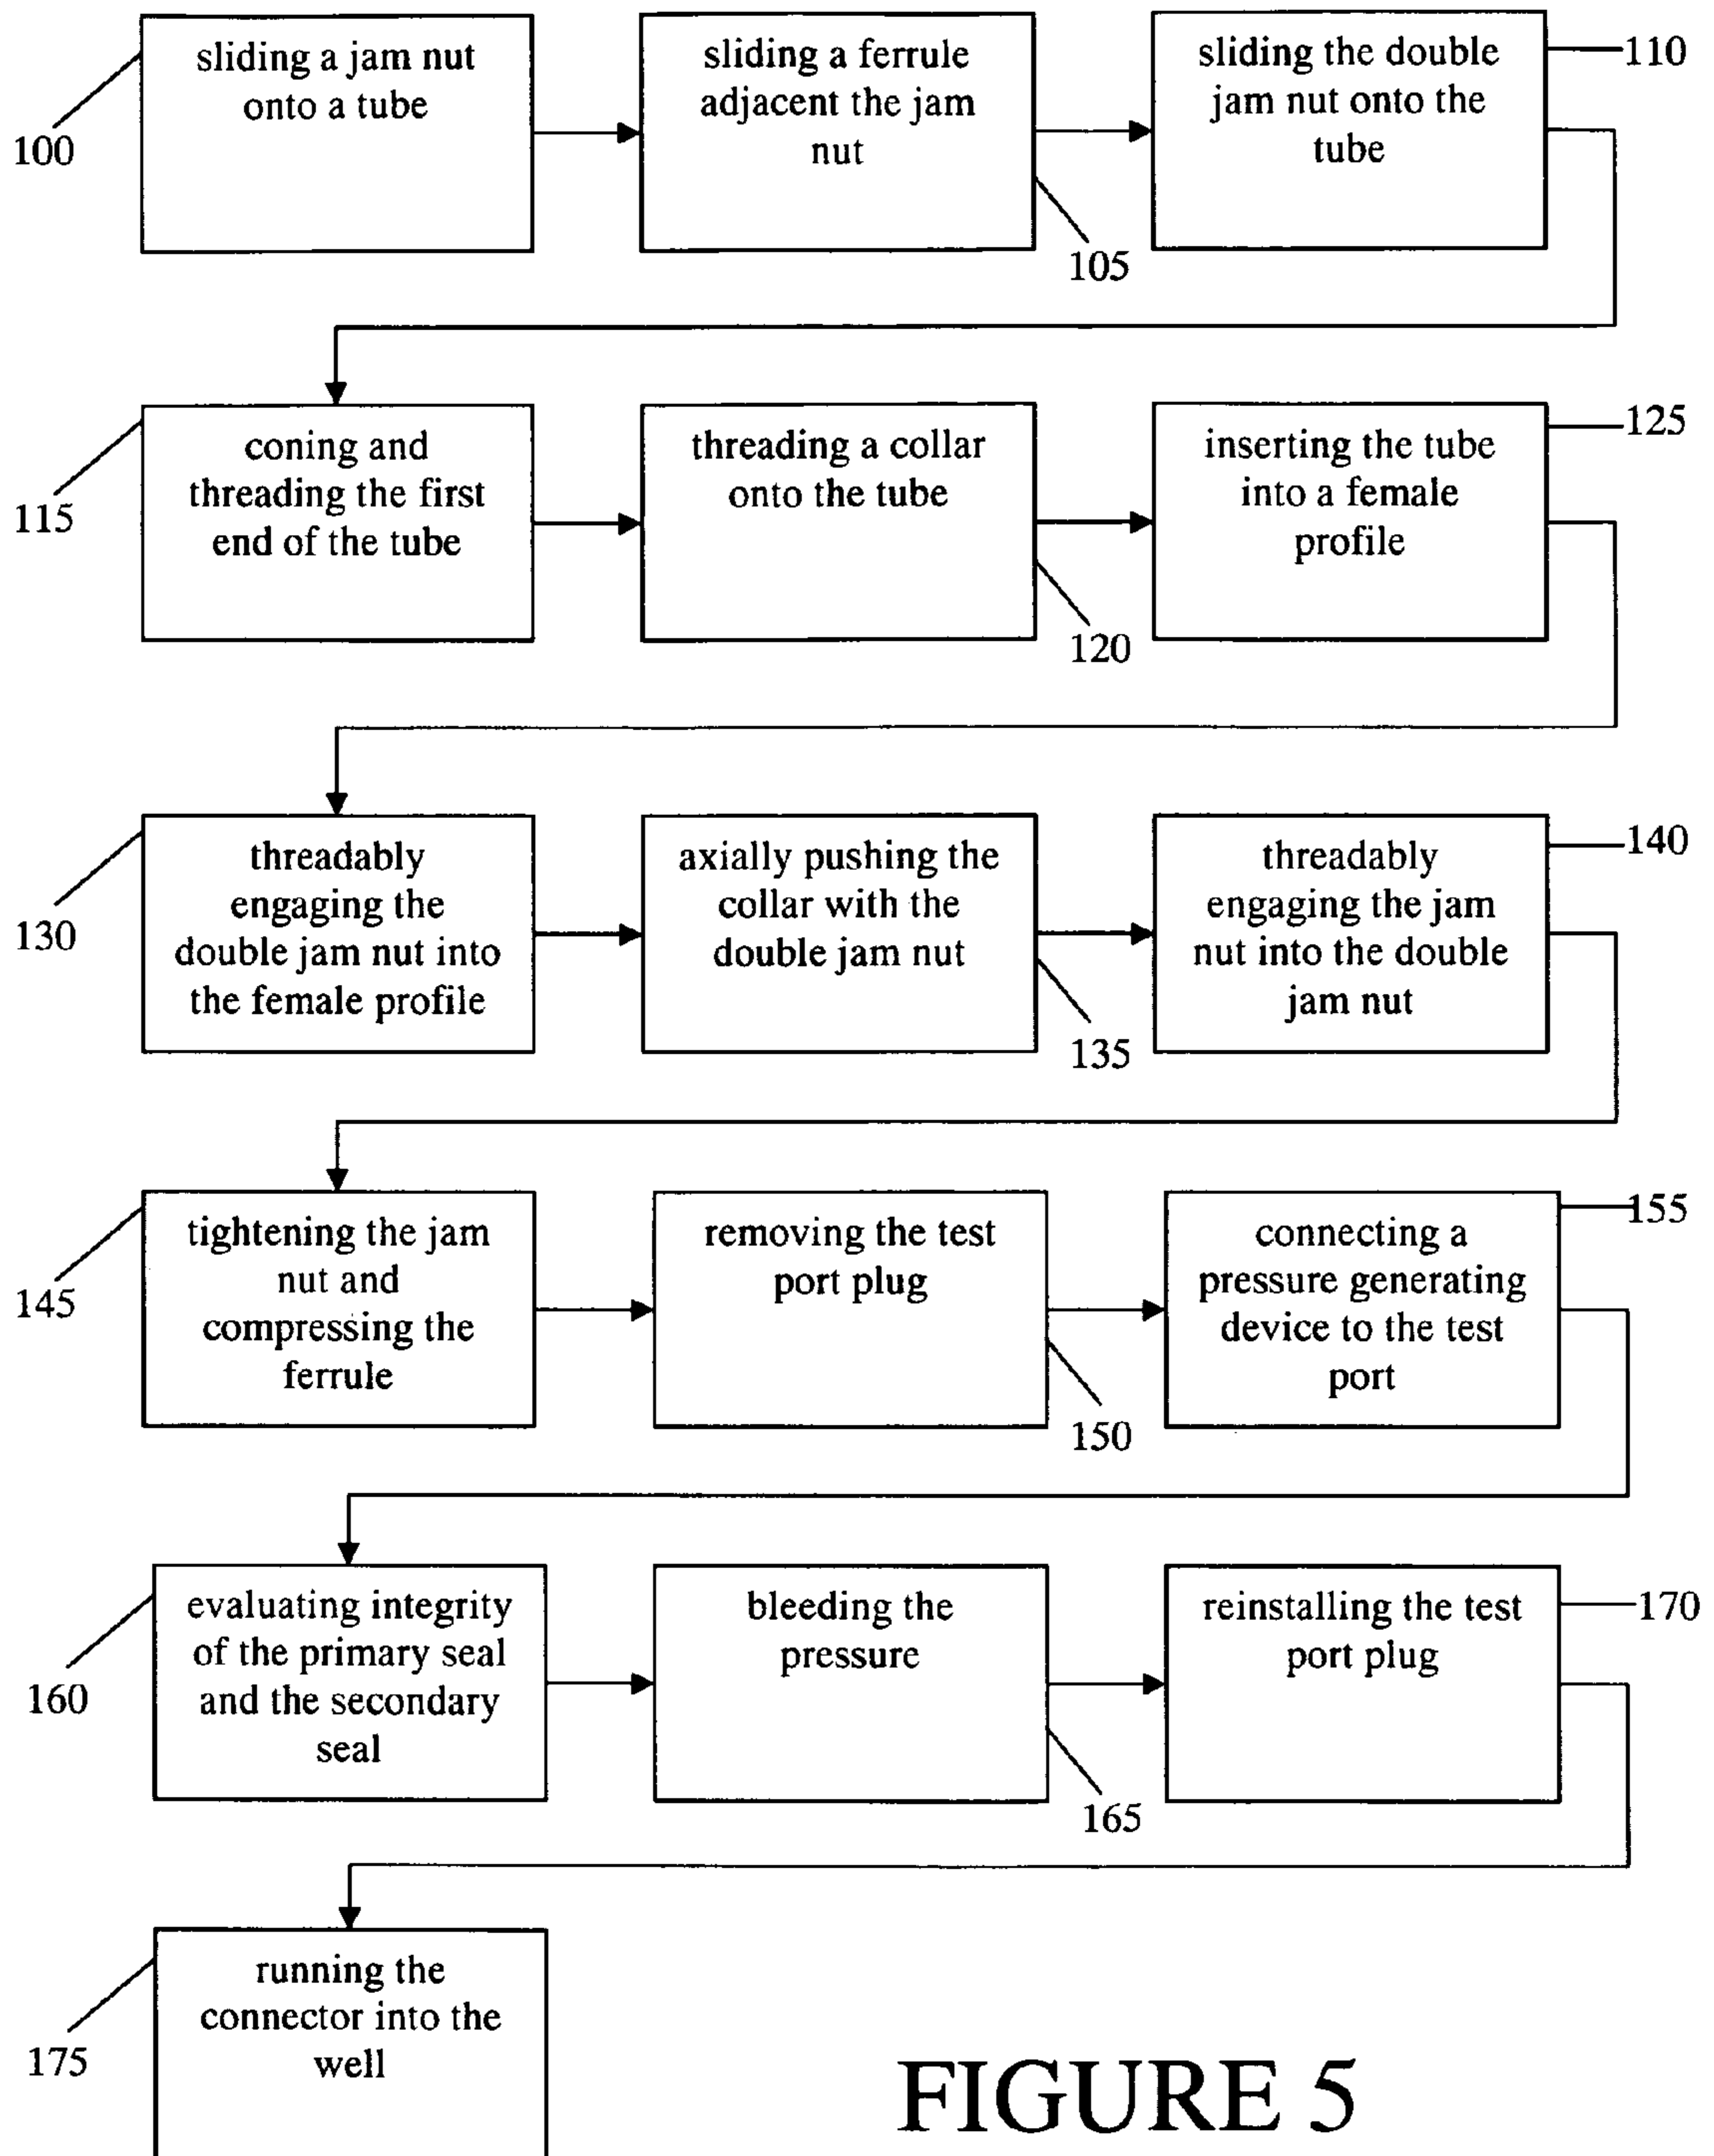 sliding a jam nut
onto a tube
100
sliding a ferrule
adjacent the jam
nut
105
sliding the double
jam nut onto the
tube
110
coning and
threading the first
end of the tube
115
threading a collar
onto the tube
120
inserting the tube
into a female
profile
125
threadably
engaging the
double jam nut into
the female profile
130
axially pushing the
collar with the
double jam nut
135
threadably
engaging the jam
nut into the double
jam nut
140
tightening the jam
nut and
compressing the
ferrule
145
removing the test
port plug
150
connecting a
pressure generating
device to the test
port
155
evaluating integrity
of the primary seal
and the secondary
seal
160
bleeding the
pressure
165
reinstalling the test
port plug
170
running the
connector into the
well
175
FIGURE 5